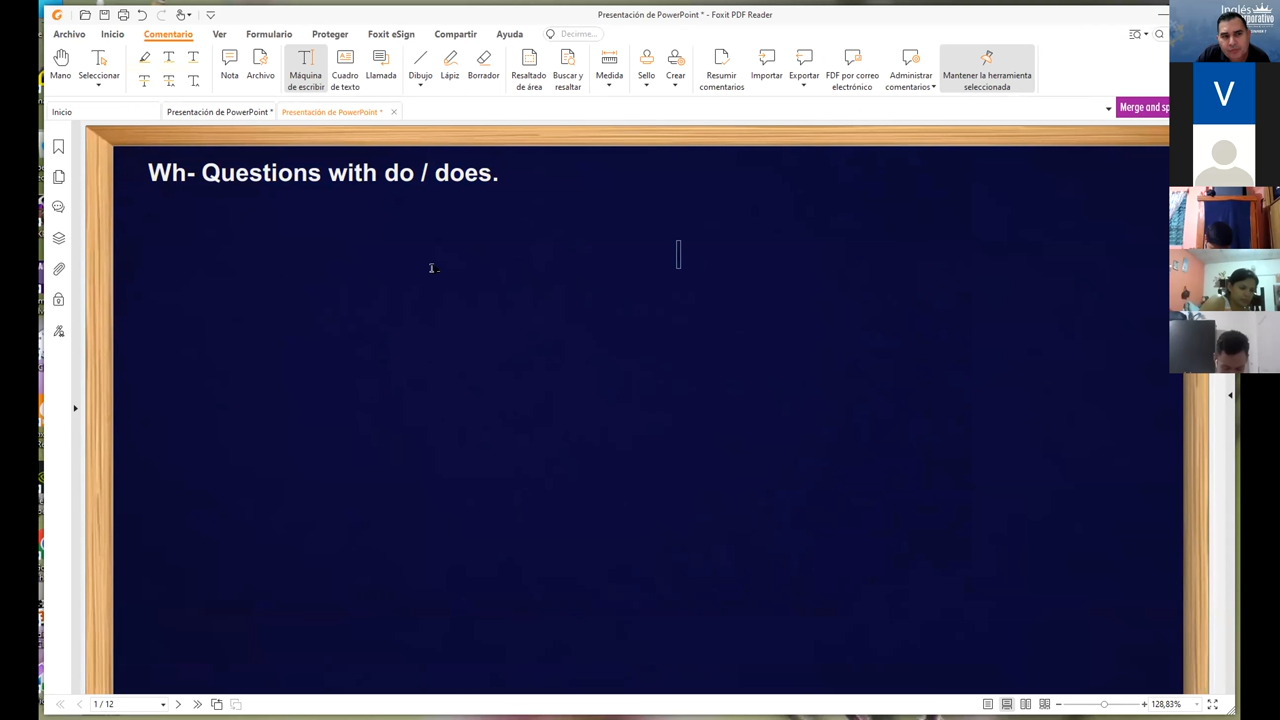 Presentación de PowerPoint * - Foxit PDF Reader
Archivo Inicio Comentario Ver Formulario Proteger Foxit eSign Compartir Ayuda Decirme...
Mano Seleccionar Nota Archivo Máquina de escribir Cuadro de texto Llamada Dibujo Lápiz Borrador Resaltado de área Buscar y resaltar Medida Sello Crear Resumir comentarios Importar Exportar FDF por correo electrónico Administrar comentarios Mantener la herramienta seleccionada
Inicio Presentación de PowerPoint * Presentación de PowerPoint * Merge and sp
Inglés
V
Wh- Questions with do / does.
1 / 12 128,83%